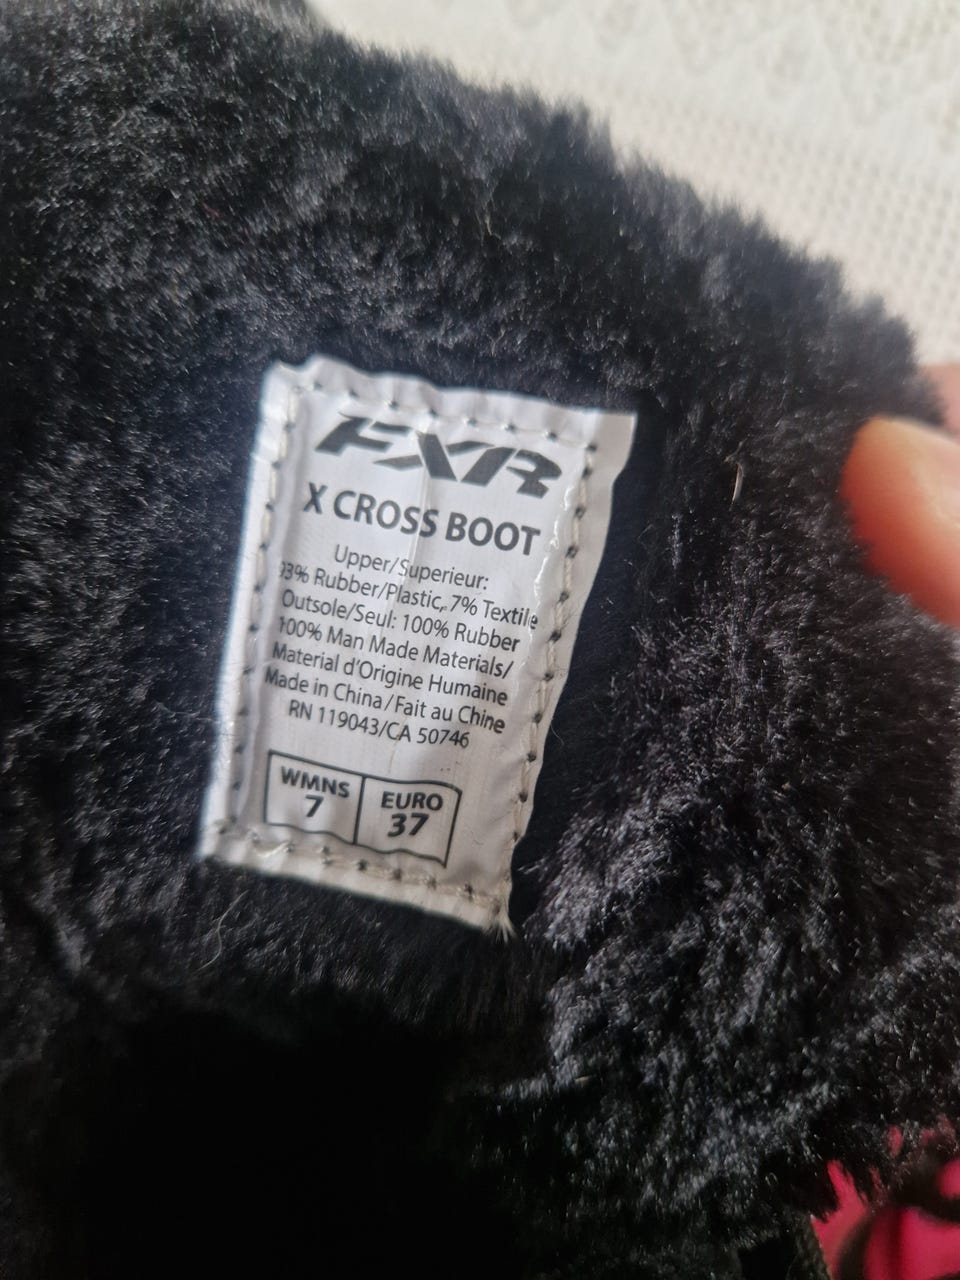 FXR
X CROSS BOOT
Upper/Superieur:
93% Rubber/Plastic, 7% Textile
Outsole/Seul: 100% Rubber
100% Man Made Materials/
Material d'Origine Humaine
Made in China/Fait au Chine
RN 119043/CA 50746
WMNS EURO
7 37